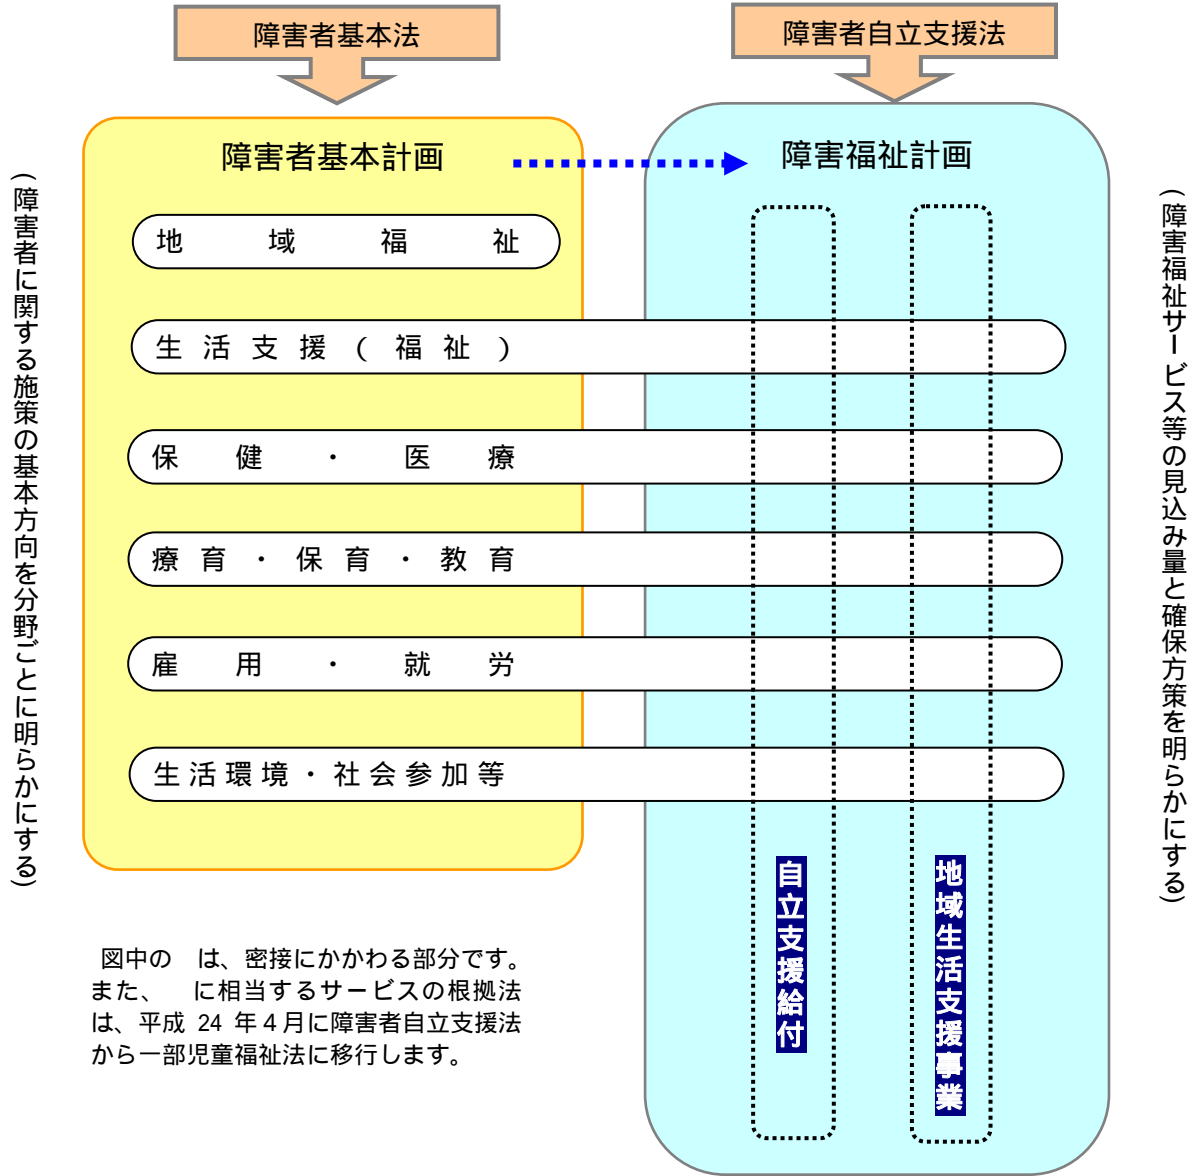 障害者基本法
障害者自立支援法
障害者基本計画
障害福祉計画
(障害者に関する施策の基本方向を分野ごとに明らかにする)
地域福祉
生活支援(福祉)
保健・医療
療育・保育・教育
雇用・就労
生活環境・社会参加等
自立支援給付
地域生活支援事業
(障害福祉サービス等の見込み量と確保方策を明らかにする)
図中の　は、密接にかかわる部分です。
また、　に相当するサービスの根拠法
は、平成 24 年4月に障害者自立支援法
から一部児童福祉法に移行します。